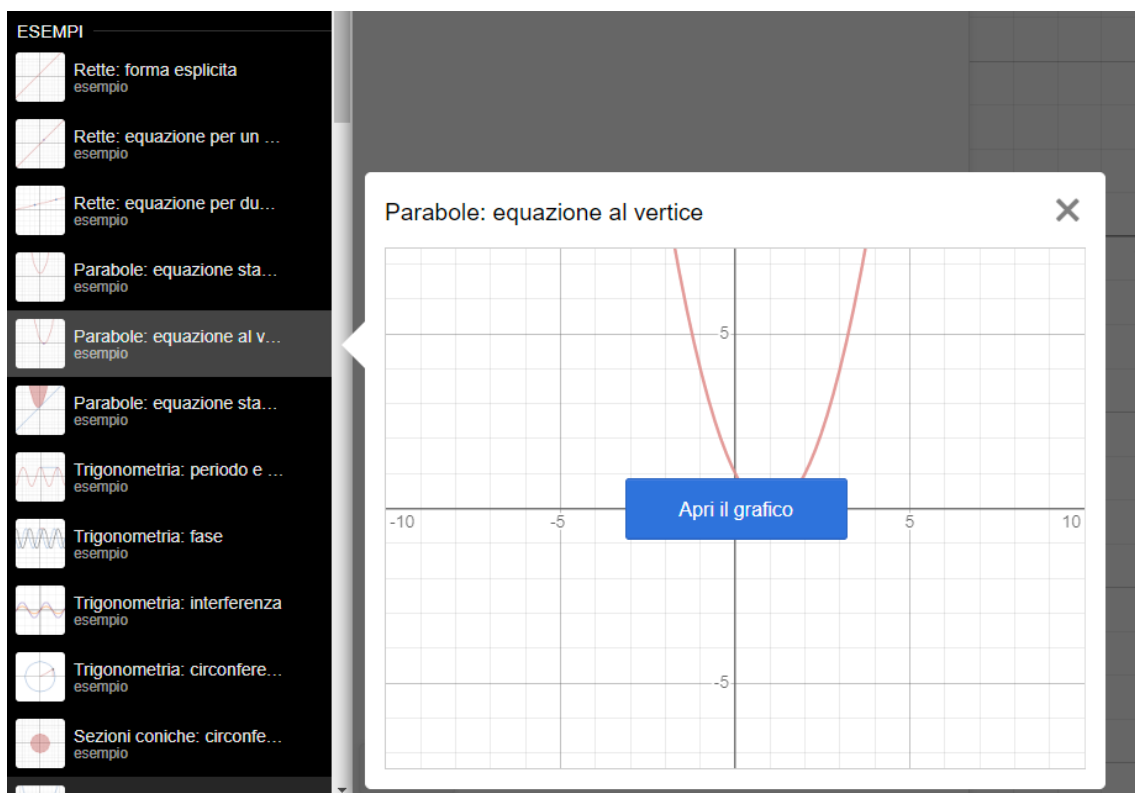 ESEMPI
Rette: forma esplicita
esempio
Rette: equazione per un ...
esempio
Rette: equazione per du...
esempio
Parabole: equazione sta...
esempio
Parabole: equazione al v...
esempio
Parabole: equazione sta...
esempio
Trigonometria: periodo e ...
esempio
Trigonometria: fase
esempio
Trigonometria: interferenza
esempio
Trigonometria: circonfere...
esempio
Sezioni coniche: circonfe...
esempio
Parabole: equazione al vertice
5
Apri il grafico
-10
-5
5
10
-5